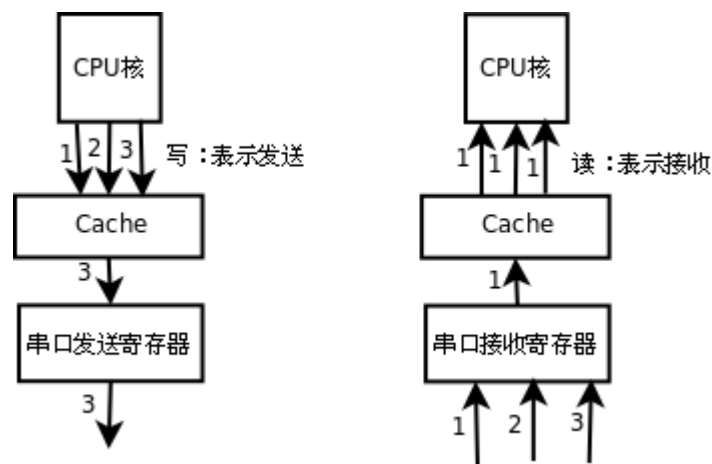 CPU核
1 2 3 写：表示发送
Cache
3
串口发送寄存器
3
CPU核
1 1 1 读：表示接收
Cache
1
串口接收寄存器
1 2 3